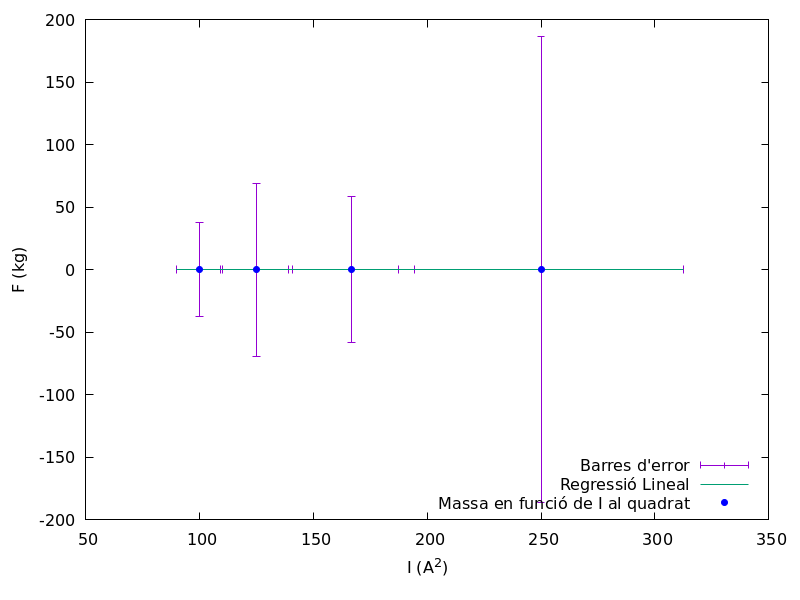 200
150
100
50
0
-50
-100
-150
-200
F (kg)
Barres d'error
Regressió Lineal
Massa en funció de I al quadrat
50 100 150 200 250 300 350
I (A²)